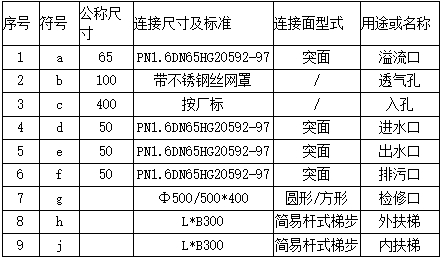 序号 符号 公称尺寸 连接尺寸及标准 连接面型式 用途或名称
1 a 65 PN1.6DN65HG20592-97 突面 溢流口
2 b 100 带不锈钢丝网罩 / 透气孔
3 c 400 按厂标 / 入孔
4 d 50 PN1.6DN65HG20592-97 突面 进水口
5 e 50 PN1.6DN65HG20592-97 突面 出水口
6 f 50 PN1.6DN65HG20592-97 突面 排污口
7 g Φ500/500*400 圆形/方形 检修口
8 h L*B300 简易杆式梯步 外扶梯
9 j L*B300 简易杆式梯步 内扶梯